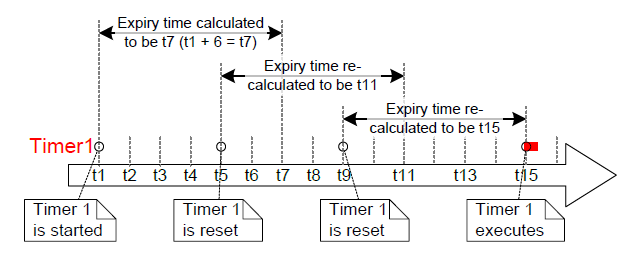 Expiry time calculated
to be t7 (t1 + 6 = t7)
Expiry time re-
calculated to be t11
Expiry time re-
calculated to be t15
Timer1
t1 t2 t3 t4 t5 t6 t7 t8 t9 t11 t13 t15
Timer 1
is started
Timer 1
is reset
Timer 1
is reset
Timer 1
executes